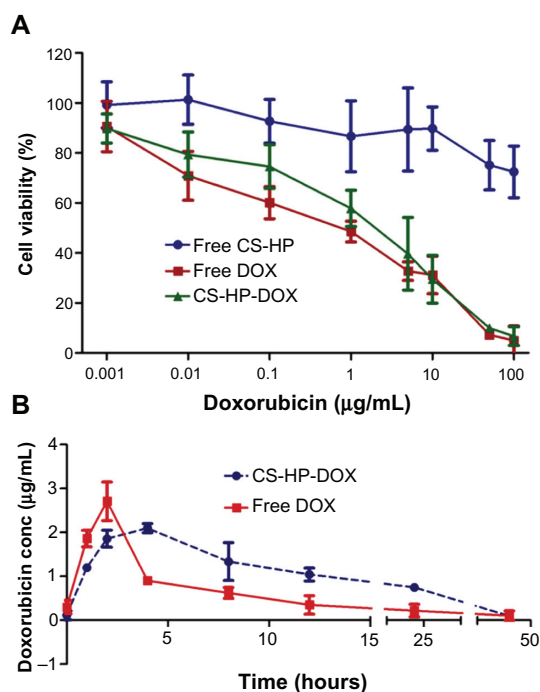 A
Cell viability (%)
120
100
80
60
40
20
0
Free CS-HP
Free DOX
CS-HP-DOX
0.001 0.01 0.1 1 10 100
Doxorubicin (µg/mL)
B
Doxorubicin conc (µg/mL)
4
3
2
1
0
–1
CS-HP-DOX
Free DOX
5 10 15 25 50
Time (hours)